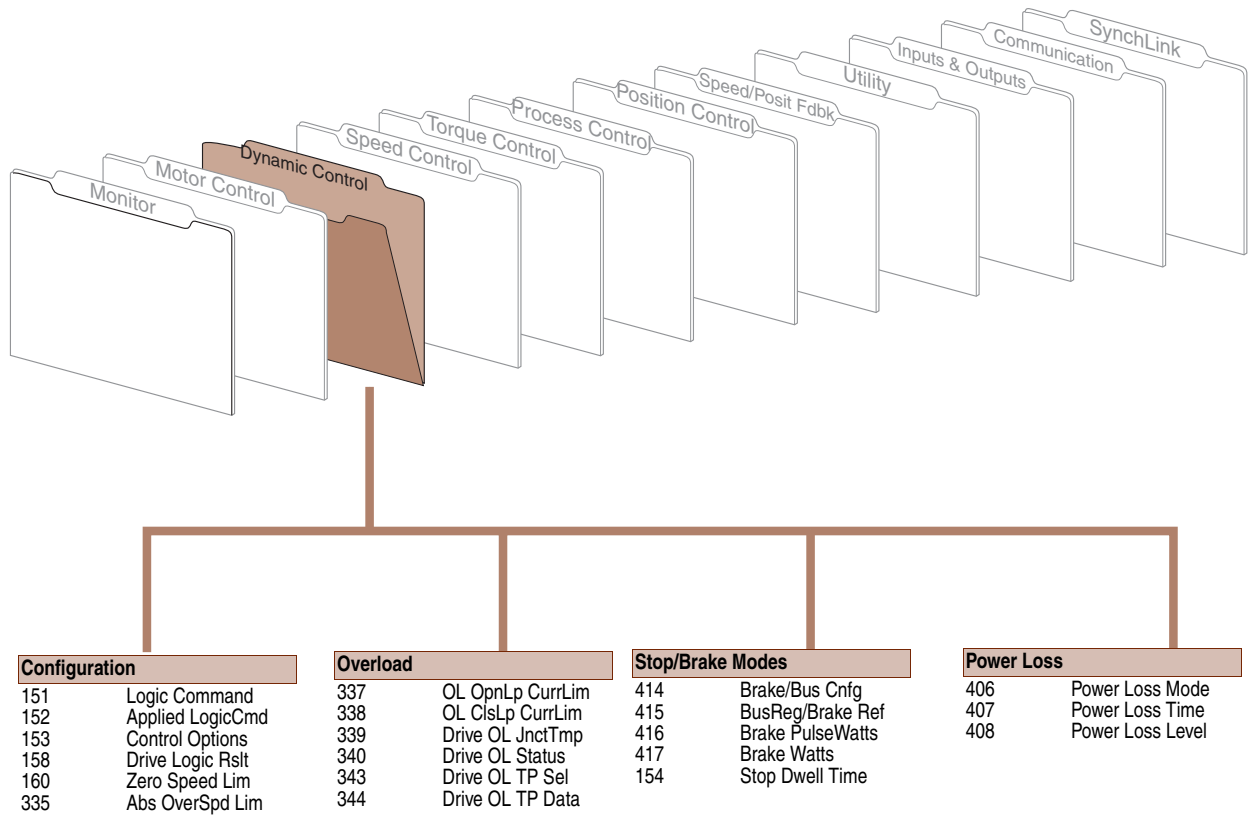 SynchLink
Communication
Inputs & Outputs
Utility
Speed/Posit Fdbk
Position Control
Process Control
Torque Control
Speed Control
Dynamic Control
Motor Control
Monitor
Configuration
151 Logic Command
152 Applied LogicCmd
153 Control Options
158 Drive Logic Rslt
160 Zero Speed Lim
335 Abs OverSpd Lim
Overload
337 OL OpnLp CurrLim
338 OL ClsLp CurrLim
339 Drive OL JnctTmp
340 Drive OL Status
343 Drive OL TP Sel
344 Drive OL TP Data
Stop/Brake Modes
414 Brake/Bus Cnfg
415 BusReg/Brake Ref
416 Brake PulseWatts
417 Brake Watts
154 Stop Dwell Time
Power Loss
406 Power Loss Mode
407 Power Loss Time
408 Power Loss Level